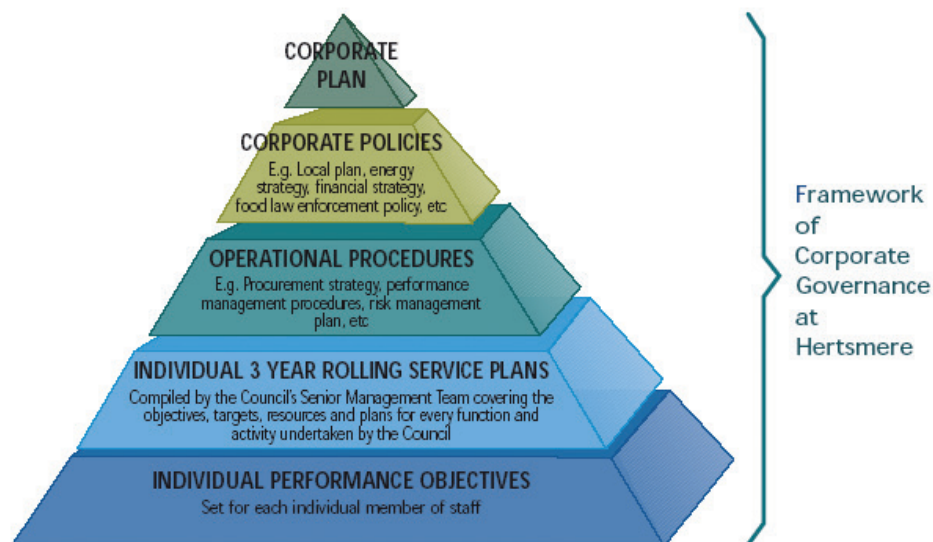 CORPORATE
PLAN
CORPORATE POLICIES
E.g. Local plan, energy
strategy, financial strategy,
food law enforcement policy, etc
OPERATIONAL PROCEDURES
E.g. Procurement strategy, performance
management procedures, risk management
plan, etc
INDIVIDUAL 3 YEAR ROLLING SERVICE PLANS
Compiled by the Council's Senior Management Team covering the
objectives, targets, resources and plans for every function and
activity undertaken by the Council
INDIVIDUAL PERFORMANCE OBJECTIVES
Set for each individual member of staff
Framework
of
Corporate
Governance
at
Hertsmere